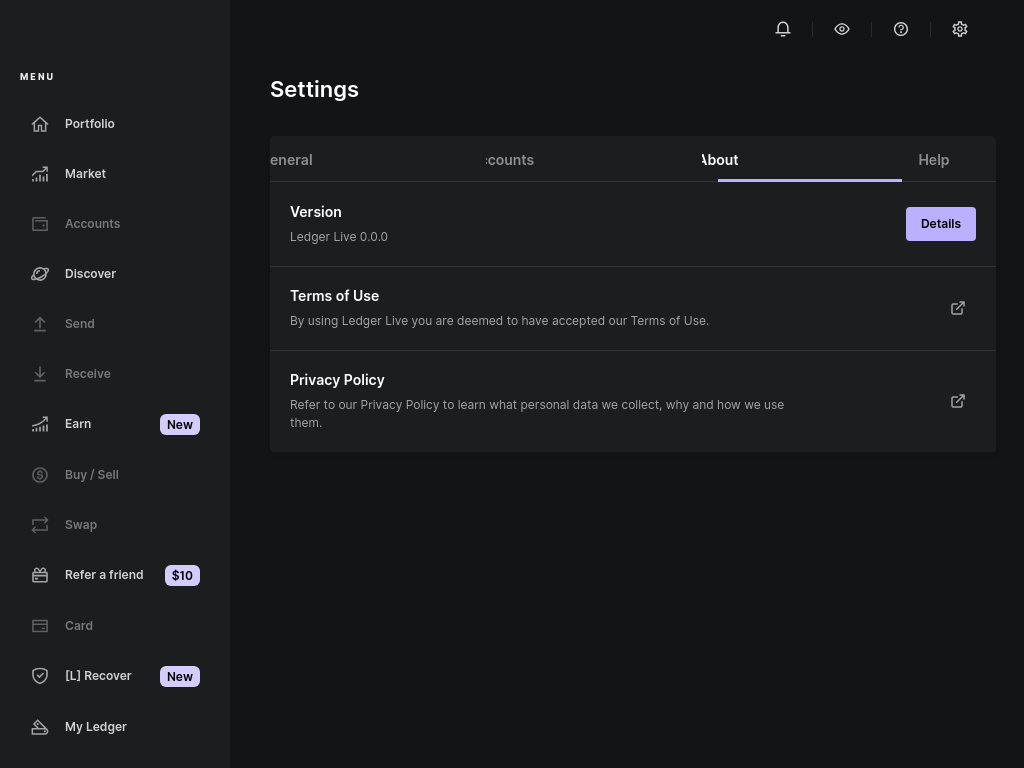 MENU
Portfolio
Market
Accounts
Discover
Send
Receive
Earn New
Buy / Sell
Swap
Refer a friend $10
Card
[L] Recover New
My Ledger
Settings
eneral counts About Help
Version
Ledger Live 0.0.0
Details
Terms of Use
By using Ledger Live you are deemed to have accepted our Terms of Use.
Privacy Policy
Refer to our Privacy Policy to learn what personal data we collect, why and how we use
them.